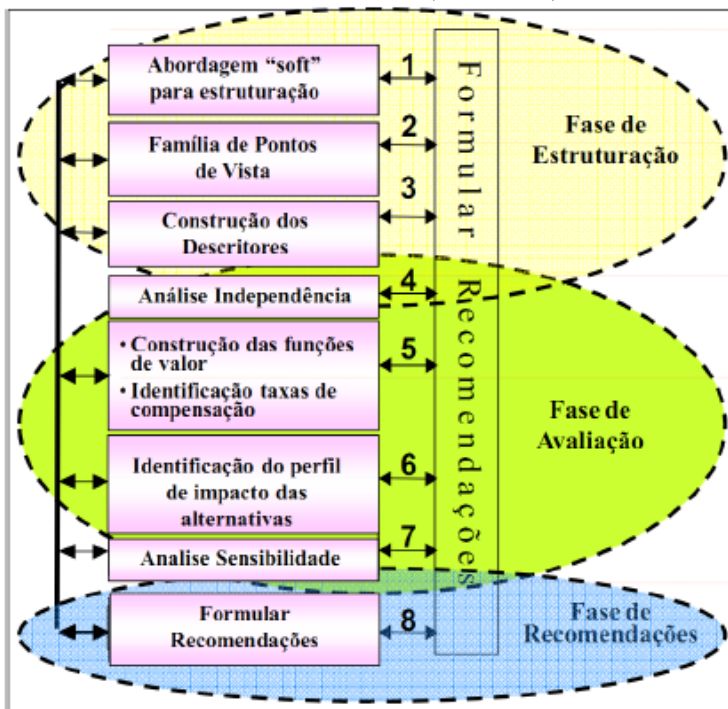 Abordagem “soft”
para estruturação
1
Família de Pontos
de Vista
2
Construção dos
Descritores
3
Análise Independência
4
• Construção das funções
de valor
• Identificação taxas de
compensação
5
Identificação do perfil
de impacto das
alternativas
6
Analise Sensibilidade
7
Formular
Recomendações
8
Formular Recomendações
Fase de
Estruturação
Fase de
Avaliação
Fase de
Recomendações